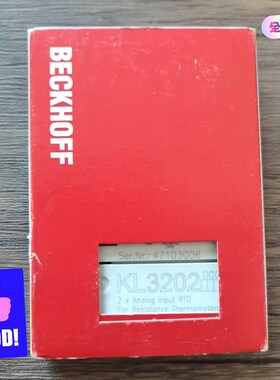 BECKHOFF
Ser.Nr.: 47103006
KL3202
2 x Analog Input RTD
For Resistance Thermometer